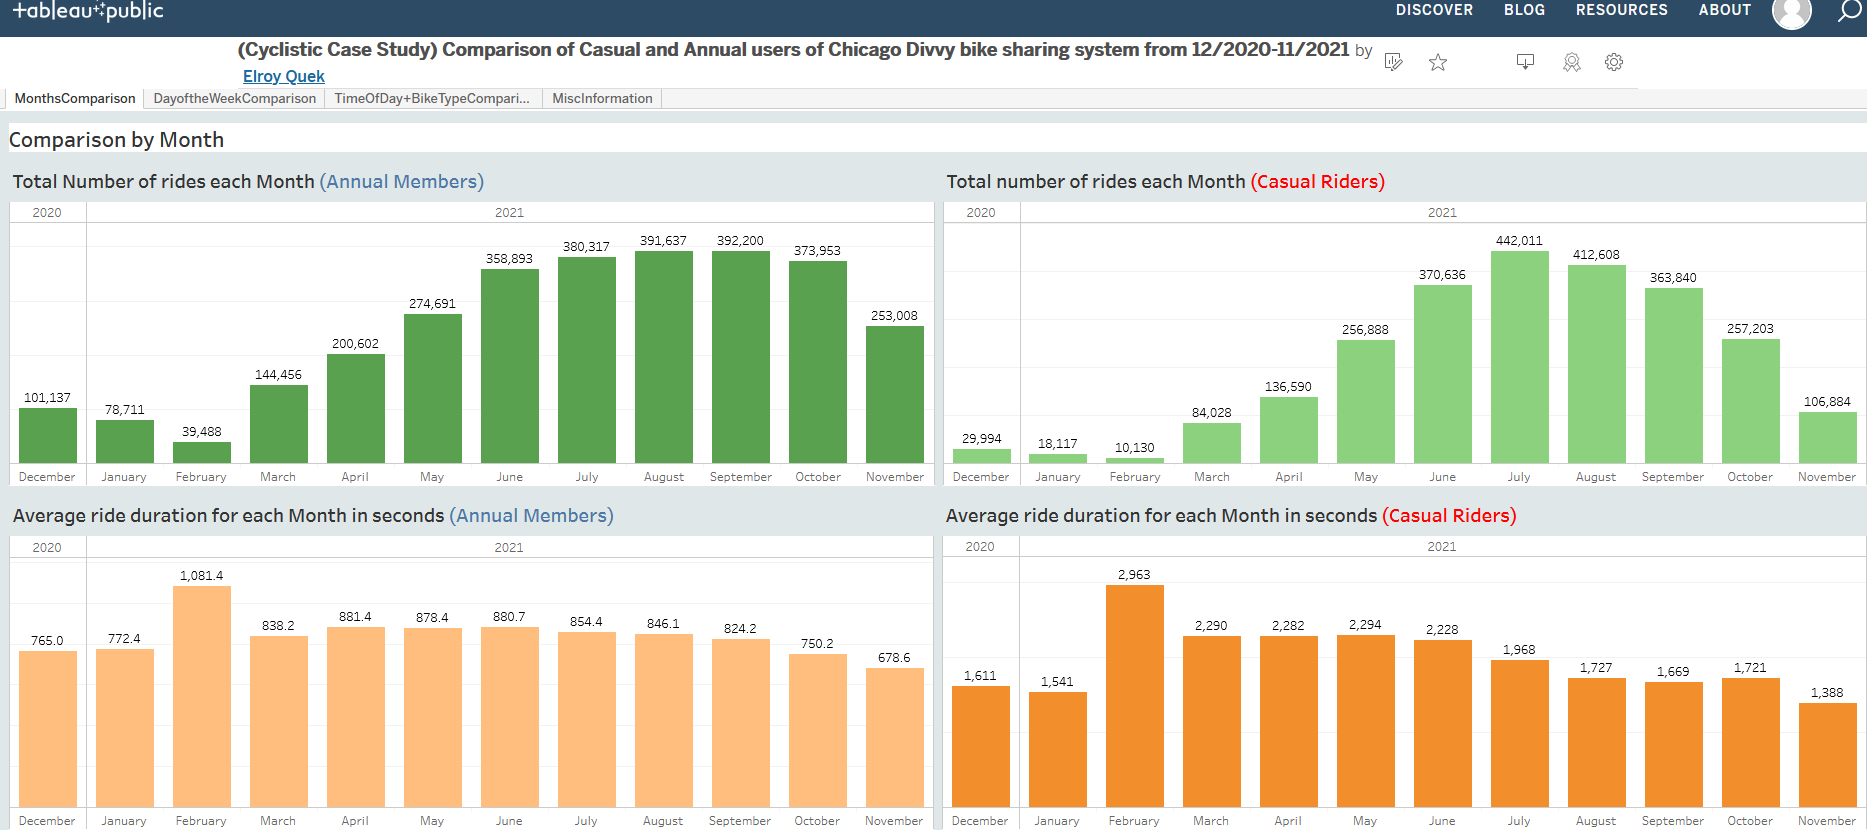 +ableau public
DISCOVER BLOG RESOURCES ABOUT
(Cyclistic Case Study) Comparison of Casual and Annual users of Chicago Divvy bike sharing system from 12/2020-11/2021 by
Elroy Quek
MonthsComparison DayoftheWeekComparison TimeOfDay+BikeTypeCompari... MiscInformation
Comparison by Month
Total Number of rides each Month (Annual Members)
2020 2021
101,137 78,711 39,488 144,456 200,602 274,691 358,893 380,317 391,637 392,200 373,953 253,008
December January February March April May June July August September October November
Total number of rides each Month (Casual Riders)
2020 2021
29,994 18,117 10,130 84,028 136,590 256,888 370,636 442,011 412,608 363,840 257,203 106,884
December January February March April May June July August September October November
Average ride duration for each Month in seconds (Annual Members)
2020 2021
765.0 772.4 1,081.4 838.2 881.4 878.4 880.7 854.4 846.1 824.2 750.2 678.6
December January February March April May June July August September October November
Average ride duration for each Month in seconds (Casual Riders)
2020 2021
1,611 1,541 2,963 2,290 2,282 2,294 2,228 1,968 1,727 1,669 1,721 1,388
December January February March April May June July August September October November